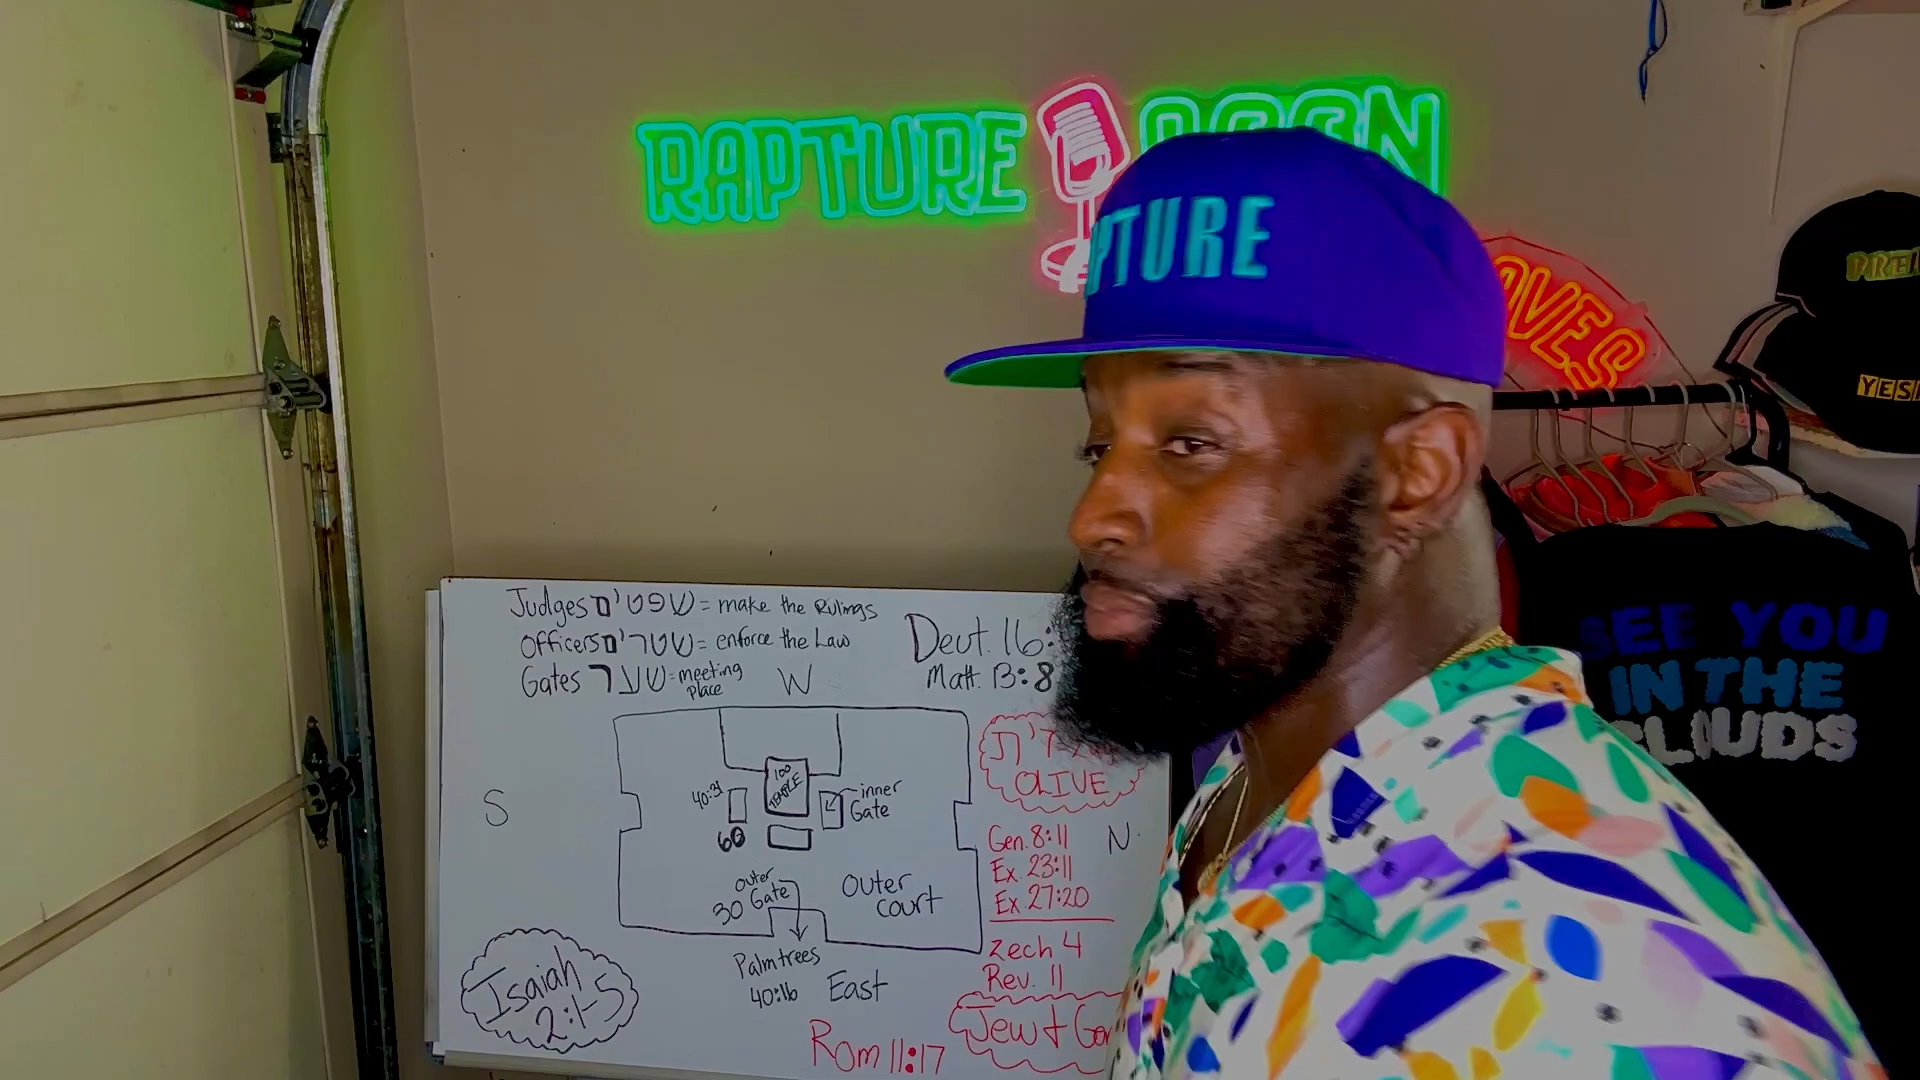 RAPTURE
PTURE
OVES
YES
SEE YOU
IN THE
CLOUDS
Judges שפטים = make the Rulings
Officers שטרים = enforce the Law
Gates שער = meeting
place
W
Deut. 16:
Matt. 13:8
100
TEMPLE
40:31
inner
Gate
60
S
N
OLIVE
Gen. 8:11
Ex 23:11
Ex 27:20
outer
Gate
30
Outer
court
Zech 4
Rev. 11
Palm trees
40:16
East
Isaiah
2:1-5
Jew +
Rom 11:17